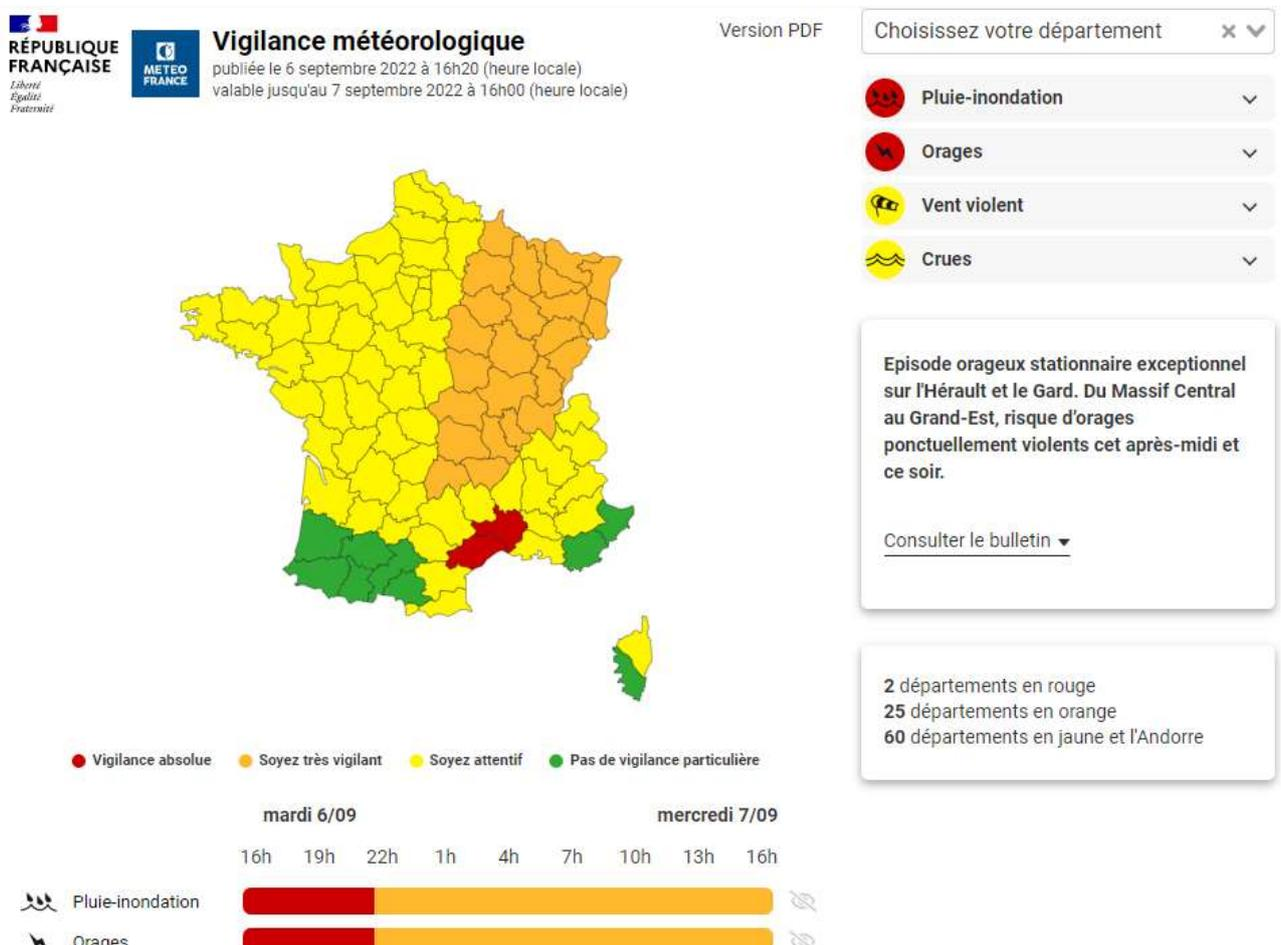 RÉPUBLIQUE
FRANÇAISE
Liberté
Égalité
Fraternité
METEO
FRANCE
Vigilance météorologique
publiée le 6 septembre 2022 à 16h20 (heure locale)
valable jusqu'au 7 septembre 2022 à 16h00 (heure locale)
Version PDF
Choisissez votre département
Pluie-inondation
Orages
Vent violent
Crues
Episode orageux stationnaire exceptionnel
sur l'Hérault et le Gard. Du Massif Central
au Grand-Est, risque d'orages
ponctuellement violents cet après-midi et
ce soir.
Consulter le bulletin
2 départements en rouge
25 départements en orange
60 départements en jaune et l'Andorre
Vigilance absolue Soyez très vigilant Soyez attentif Pas de vigilance particulière
mardi 6/09 mercredi 7/09
16h 19h 22h 1h 4h 7h 10h 13h 16h
Pluie-inondation
Orages